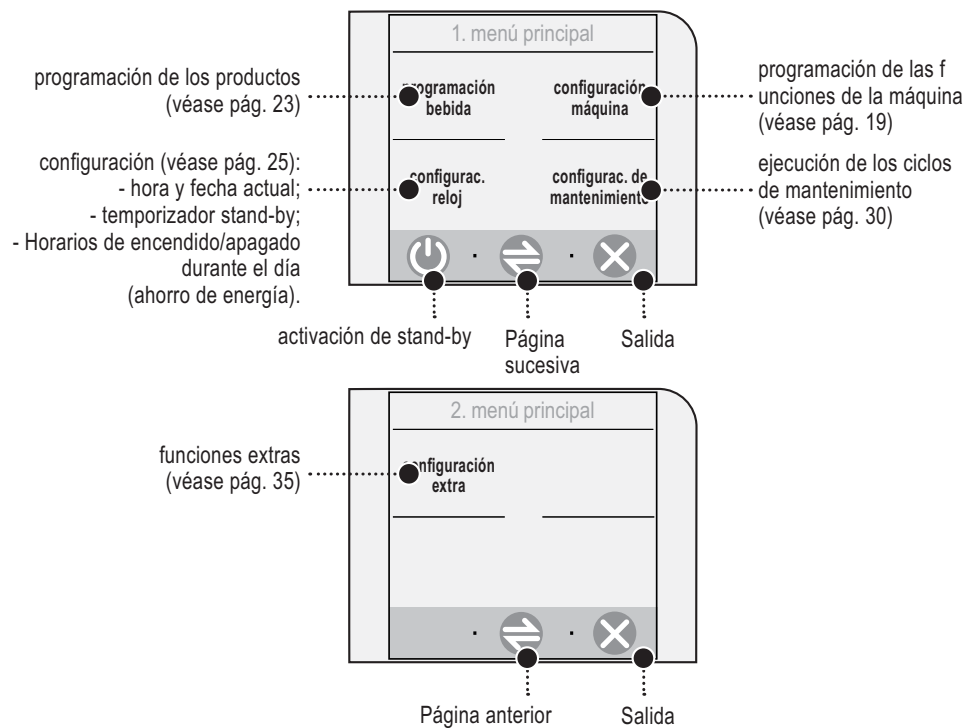 1. menú principal
programación de los productos
(véase pág. 23)
programación
bebida
configuración
máquina
programación de las f
unciones de la máquina
(véase pág. 19)
configuración (véase pág. 25):
- hora y fecha actual;
- temporizador stand-by;
- Horarios de encendido/apagado
durante el día
(ahorro de energía).
configurac.
reloj
configurac. de
mantenimiento
ejecución de los ciclos
de mantenimiento
(véase pág. 30)
activación de stand-by
Página
sucesiva
Salida
2. menú principal
funciones extras
(véase pág. 35)
configuración
extra
Página anterior
Salida